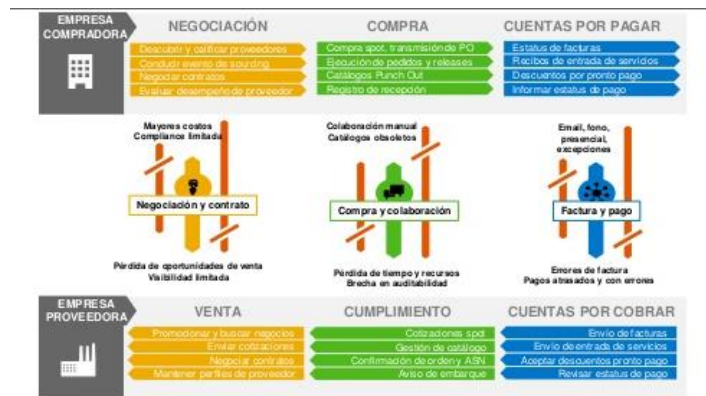 EMPRESA
COMPRADORA
NEGOCIACIÓN
Descubrir y calificar proveedores
Conducir evento de sourcing
Negociar contratos
Evaluar desempeño de proveedor
COMPRA
Compra spot, transmisión de PO
Ejecución de pedidos y releases
Catálogos Punch Out
Registro de recepción
CUENTAS POR PAGAR
Estatus de facturas
Recibos de entrada de servicios
Descuentos por pronto pago
Informar estatus de pago
Mayores costos
Compliance limitada
Negociación y contrato
Pérdida de oportunidades de venta
Visibilidad limitada
Colaboración manual
Catálogos obsoletos
Compra y colaboración
Pérdida de tiempo y recursos
Brecha en auditabilidad
Email, fono,
presencial,
excepciones
Factura y pago
Errores de factura
Pagos atrasados y con errores
EMPRESA
PROVEEDORA
VENTA
Promocionar y buscar negocios
Enviar cotizaciones
Negociar contratos
Mantener perfiles de proveedor
CUMPLIMIENTO
Cotizaciones spot
Gestión de catálogo
Confirmación de orden y ASN
Aviso de embarque
CUENTAS POR COBRAR
Envío de facturas
Envío de entrada de servicios
Aceptar descuentos pronto pago
Revisar estatus de pago